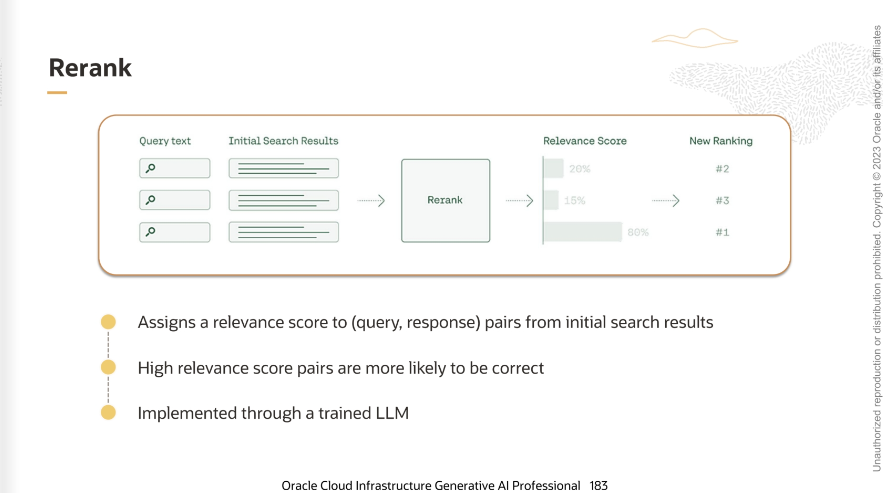 Rerank
Query text
Initial Search Results
Relevance Score
New Ranking
20%
#2
Rerank
15%
#3
80%
#1
Assigns a relevance score to (query, response) pairs from initial search results
High relevance score pairs are more likely to be correct
Implemented through a trained LLM
Oracle Cloud Infrastructure Generative AI Professional 183
Unauthorized reproduction or distribution prohibited. Copyright © 2023 Oracle and/or its affiliates